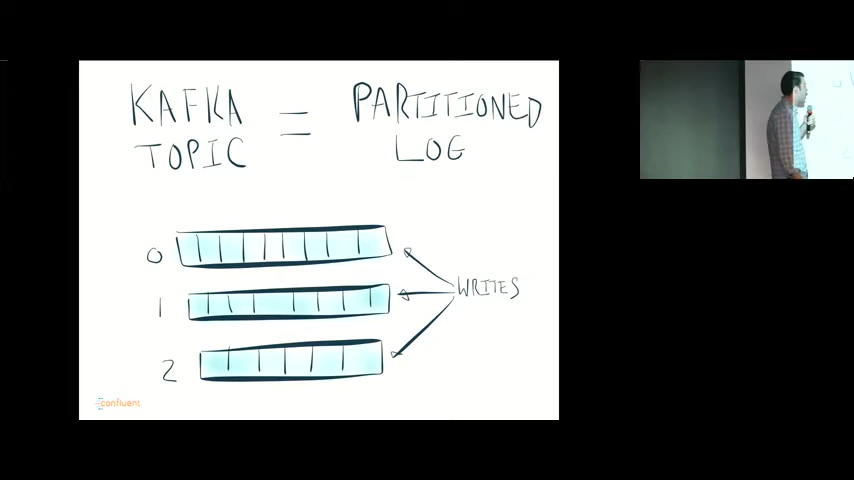 KAFKA
TOPIC
=
PARTITIONED
LOG
0
1
2
WRITES
confluent